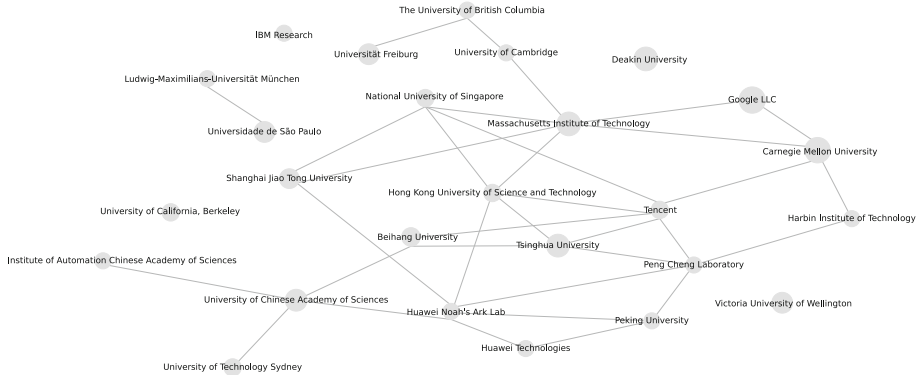 The University of British Columbia
IBM Research
Universität Freiburg
University of Cambridge
Deakin University
Ludwig-Maximilians-Universität München
National University of Singapore
Google LLC
Universidade de São Paulo
Massachusetts Institute of Technology
Carnegie Mellon University
Shanghai Jiao Tong University
Hong Kong University of Science and Technology
University of California, Berkeley
Tencent
Harbin Institute of Technology
Beihang University
Tsinghua University
Institute of Automation Chinese Academy of Sciences
Peng Cheng Laboratory
University of Chinese Academy of Sciences
Huawei Noah's Ark Lab
Victoria University of Wellington
Peking University
Huawei Technologies
University of Technology Sydney